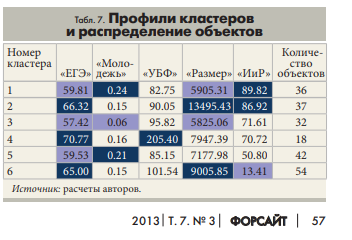 Табл. 7. Профили кластеров
и распределение объектов
Номер кластера «ЕГЭ» «Моло-дежь» «УБФ» «Размер» «ИиР» Количе-ство объектов
1 59.81 0.24 82.75 5905.31 89.82 36
2 66.32 0.15 90.05 13495.43 86.92 37
3 57.42 0.06 95.82 5825.06 71.61 32
4 70.77 0.16 205.40 7947.39 70.72 18
5 59.53 0.21 85.15 7177.98 50.80 42
6 65.00 0.15 101.54 9005.85 13.41 54
Источник: расчеты авторов.
2013 | Т. 7. № 3 | ФОРСАЙТ | 57